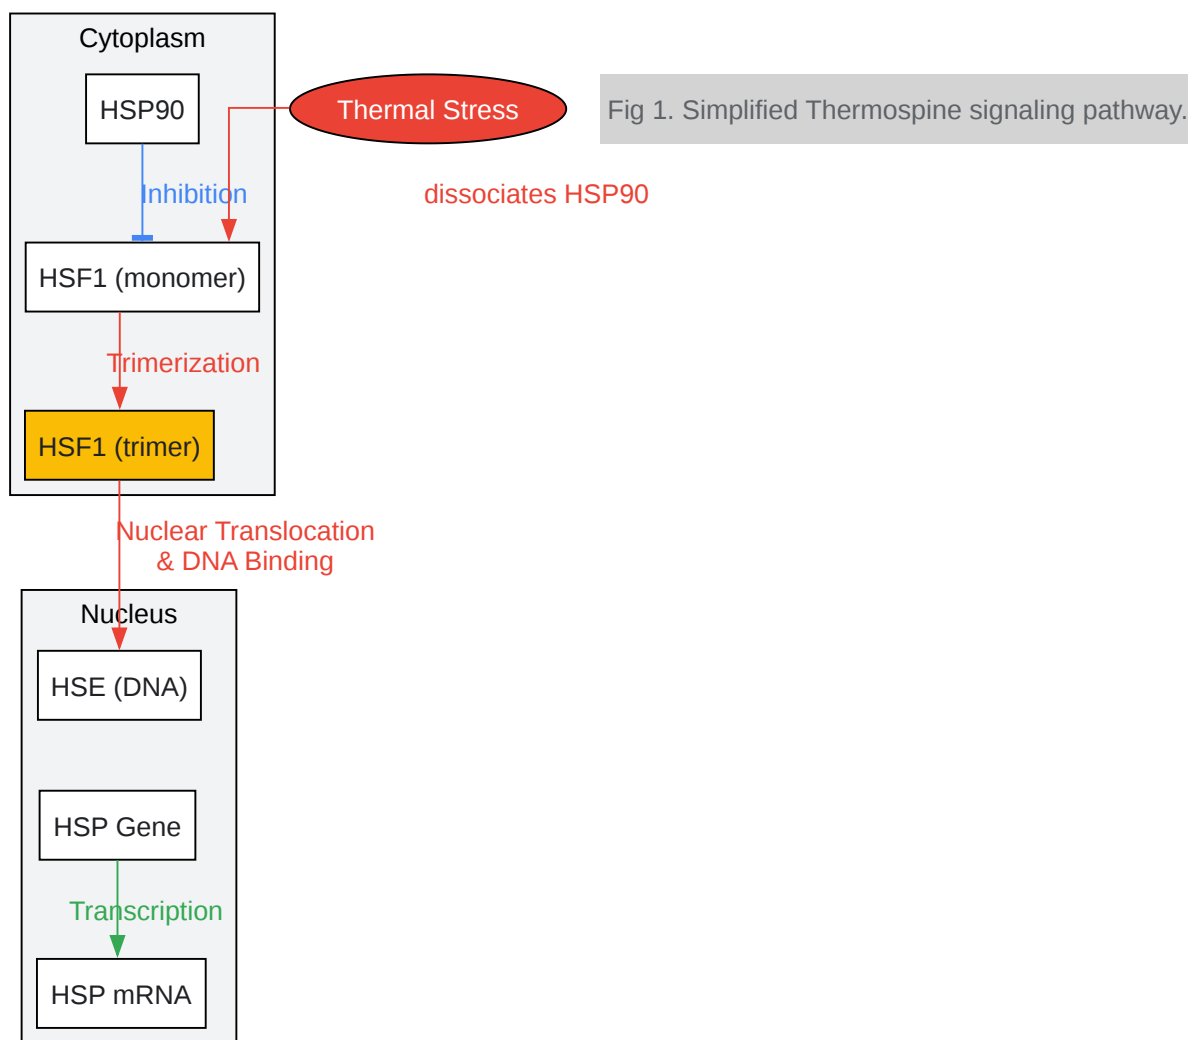 Cytoplasm
HSP90
Thermal Stress
Fig 1. Simplified Thermospine signaling pathway.
Inhibition
dissociates HSP90
HSF1 (monomer)
Trimerization
HSF1 (trimer)
Nuclear Translocation
& DNA Binding
Nucleus
HSE (DNA)
HSP Gene
Transcription
HSP mRNA